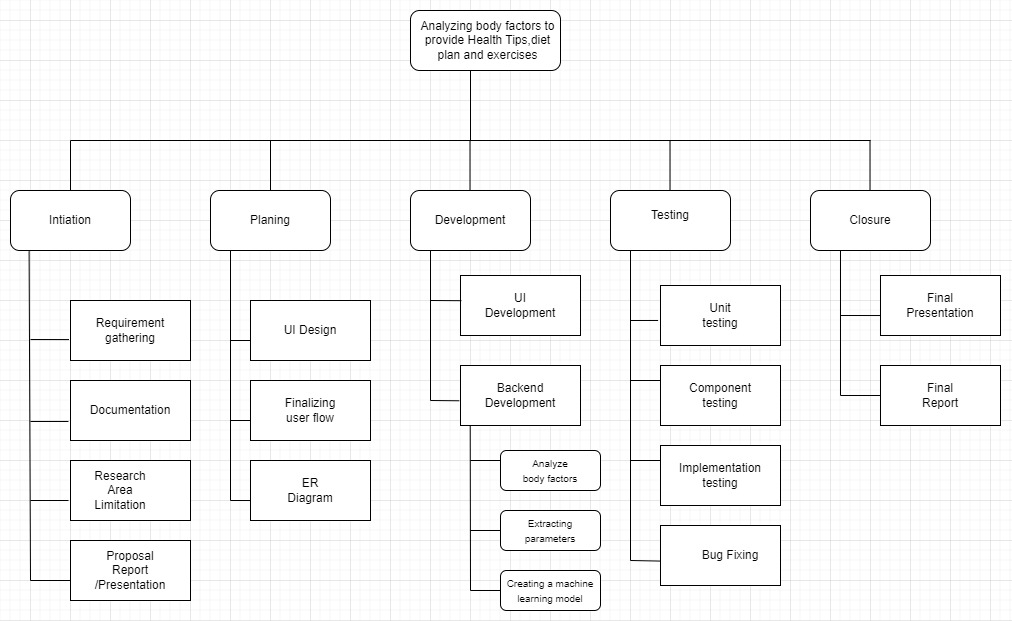 Analyzing body factors to
provide Health Tips,diet
plan and exercises
Intiation
Planing
Development
Testing
Closure
Requirement
gathering
Documentation
Research
Area
Limitation
Proposal
Report
/Presentation
UI Design
Finalizing
user flow
ER
Diagram
UI
Development
Backend
Development
Analyze
body factors
Extracting
parameters
Creating a machine
learning model
Unit
testing
Component
testing
Implementation
testing
Bug Fixing
Final
Presentation
Final
Report